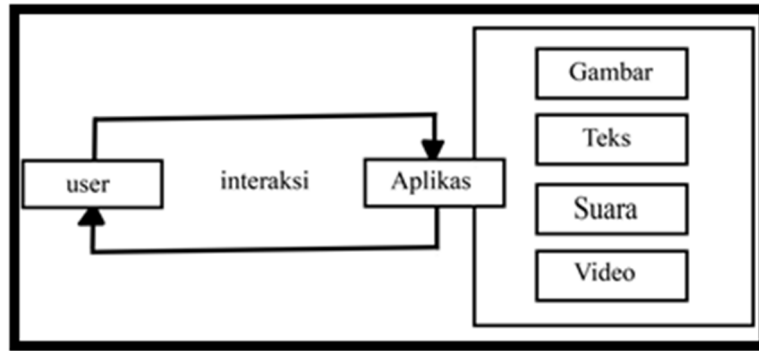 user
interaksi
Aplikas
Gambar
Teks
Suara
Video